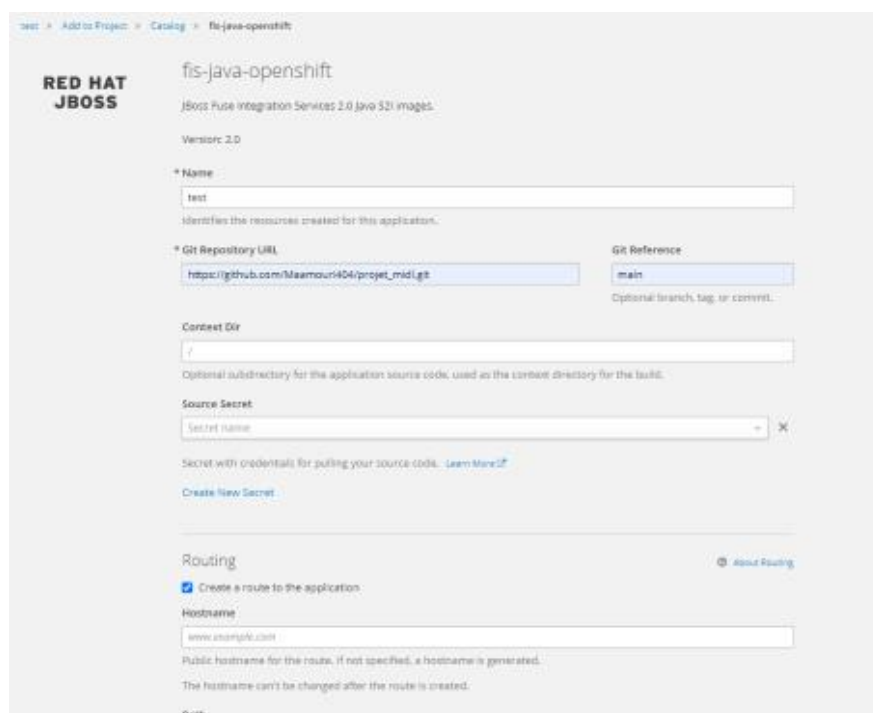 test » Add to Project » Catalog » fis-java-openshift
RED HAT
JBOSS
fis-java-openshift
JBoss Fuse Integration Services 2.0 Java S2I images.
Version: 2.0
* Name
test
Identifies the resources created for this application.
* Git Repository URL
Git Reference
https://github.com/Maamouri404/projet_midl.git
main
Optional branch, tag, or commit.
Context Dir
/
Optional subdirectory for the application source code, used as the context directory for the build.
Source Secret
Secret name
Secret with credentials for pulling your source code. Learn More
Create New Secret
Routing
About Routing
Create a route to the application
Hostname
www.example.com
Public hostname for the route. If not specified, a hostname is generated.
The hostname can't be changed after the route is created.